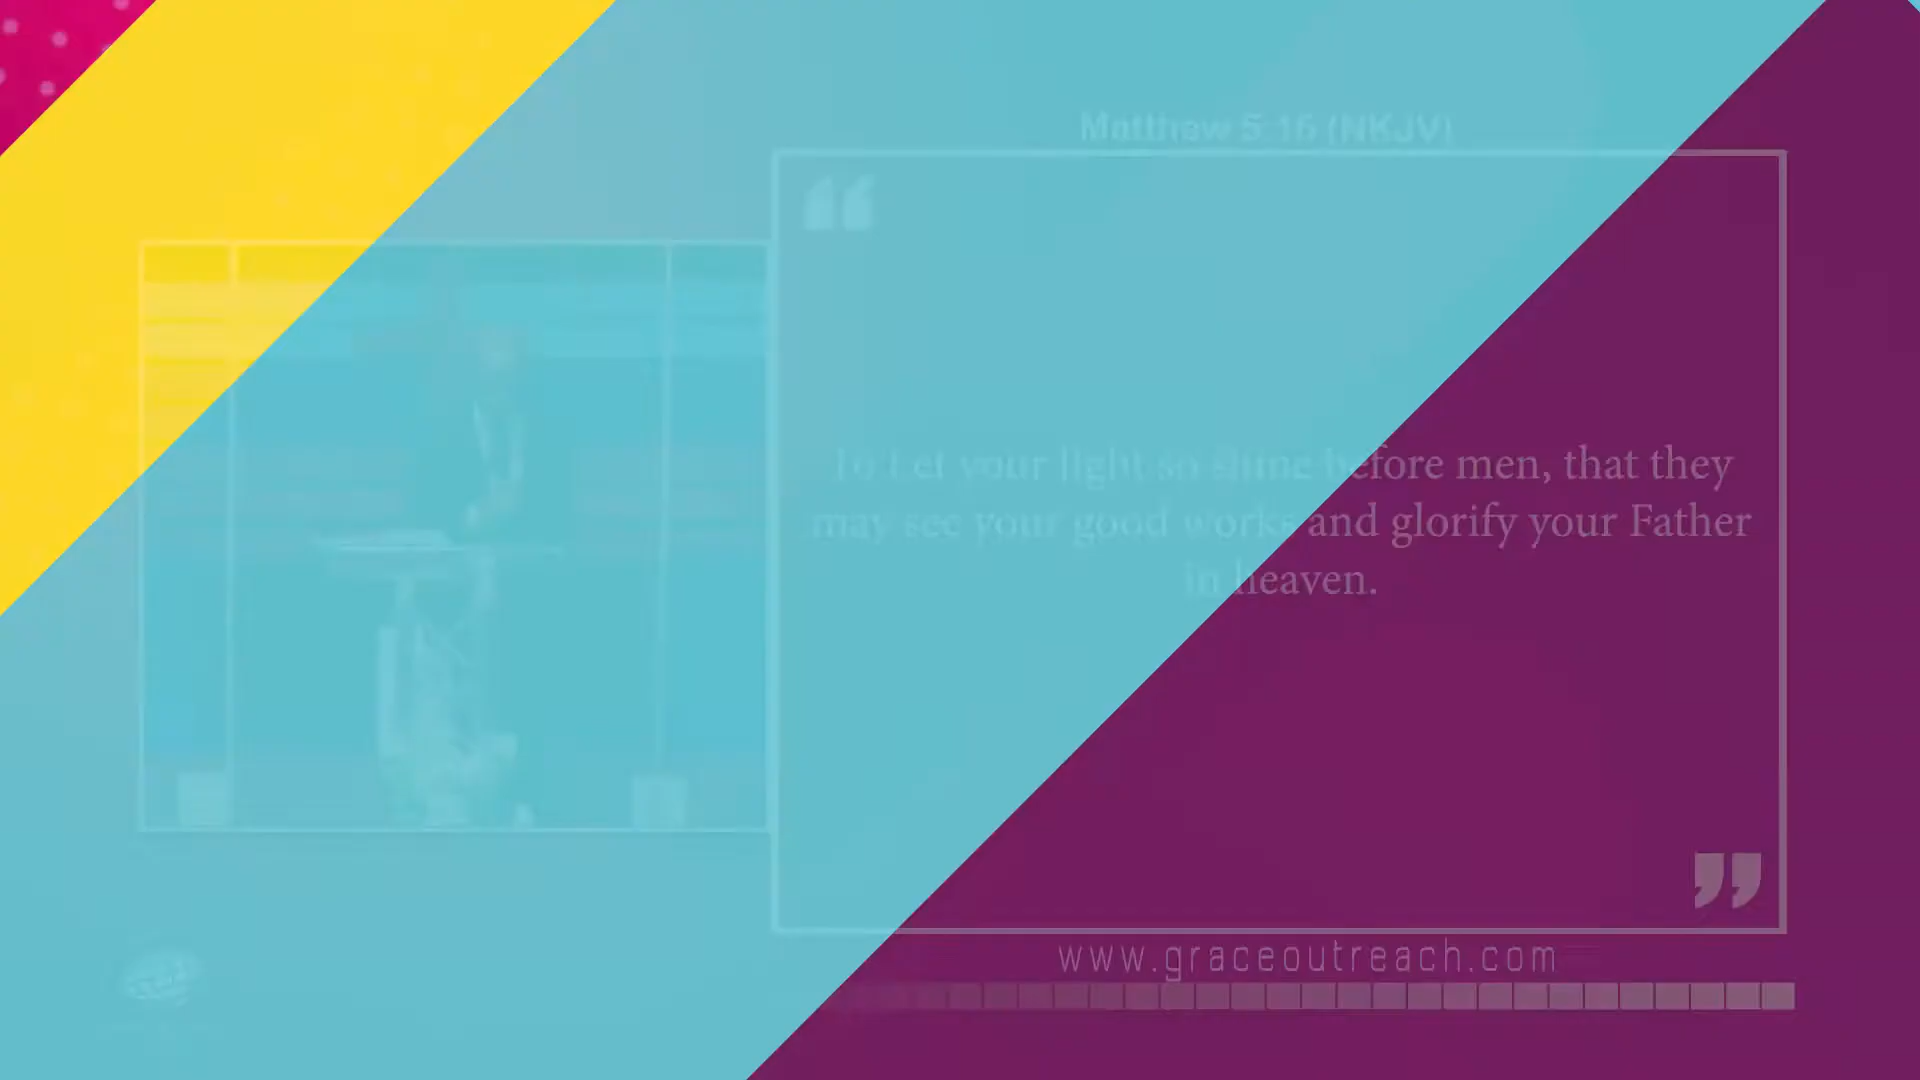 Matthew 5:16 (NKJV)
“
16 Let your light so shine before men, that they
may see your good works and glorify your Father
in heaven.
”
www.graceoutreach.com